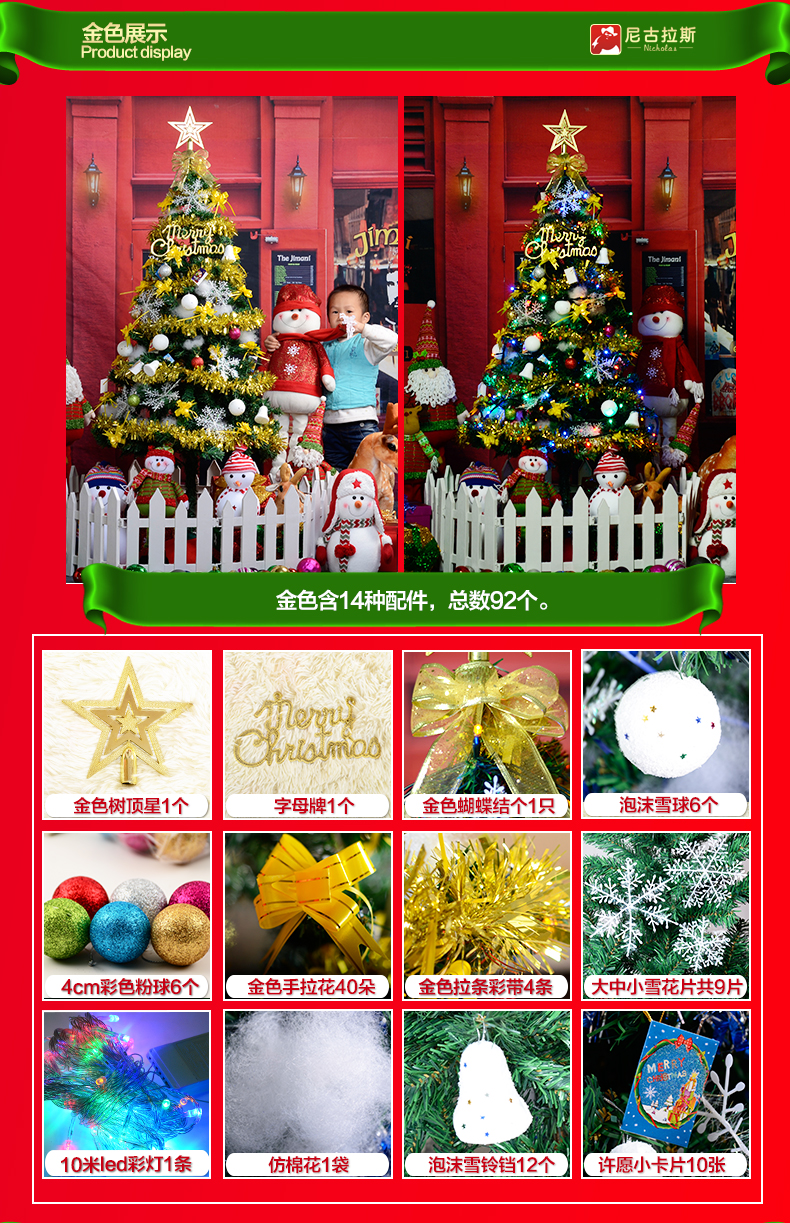 金色展示
Product display
尼古拉斯
Nicholas
Merry
Christmas
The Jimani
Jim
Merry
Christmas
The Jimani
金色含14种配件，总数92个。
Merry
Christmas
金色树顶星1个
字母牌1个
金色蝴蝶结个1只
泡沫雪球6个
4cm彩色粉球6个
金色手拉花40朵
金色拉条彩带4条
大中小雪花片共9片
MERRY
CHRISTMAS
10米led彩灯1条
仿棉花1袋
泡沫雪铃铛12个
许愿小卡片10张